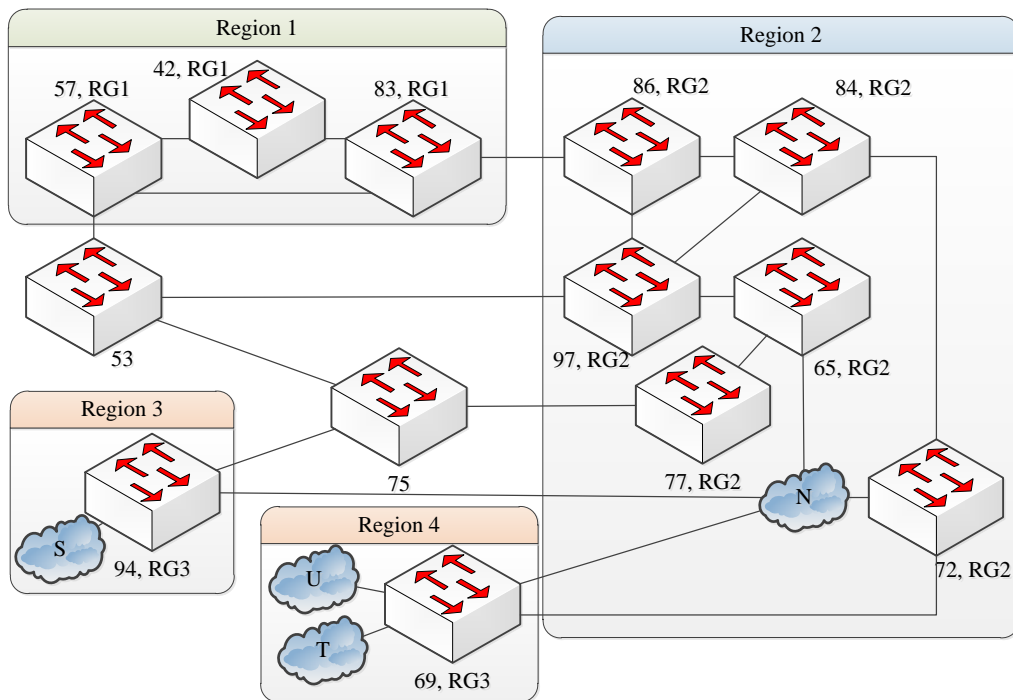 Region 1
Region 2
42, RG1
57, RG1
83, RG1
86, RG2
84, RG2
53
97, RG2
65, RG2
Region 3
75
77, RG2
N
S
94, RG3
Region 4
U
T
72, RG2
69, RG3